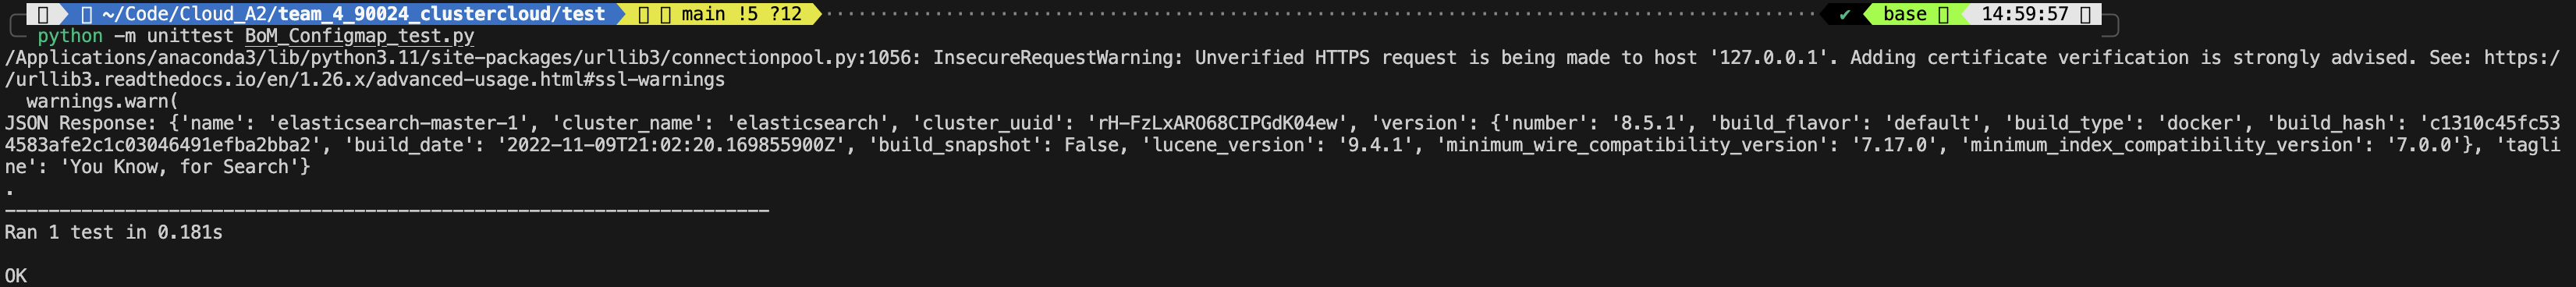 ~/Code/Cloud_A2/team_4_90024_clustercloud/test main !5 ?12 ✔ base 14:59:57
python -m unittest BoM_Configmap_test.py
/Applications/anaconda3/lib/python3.11/site-packages/urllib3/connectionpool.py:1056: InsecureRequestWarning: Unverified HTTPS request is being made to host '127.0.0.1'. Adding certificate verification is strongly advised. See: https:/
/urllib3.readthedocs.io/en/1.26.x/advanced-usage.html#ssl-warnings
  warnings.warn(
JSON Response: {'name': 'elasticsearch-master-1', 'cluster_name': 'elasticsearch', 'cluster_uuid': 'rH-FzLxARO68CIPGdK04ew', 'version': {'number': '8.5.1', 'build_flavor': 'default', 'build_type': 'docker', 'build_hash': 'c1310c45fc53
4583afe2c1c03046491efba2bba2', 'build_date': '2022-11-09T21:02:20.169855900Z', 'build_snapshot': False, 'lucene_version': '9.4.1', 'minimum_wire_compatibility_version': '7.17.0', 'minimum_index_compatibility_version': '7.0.0'}, 'tagli
ne': 'You Know, for Search'}
.
----------------------------------------------------------------------
Ran 1 test in 0.181s
OK